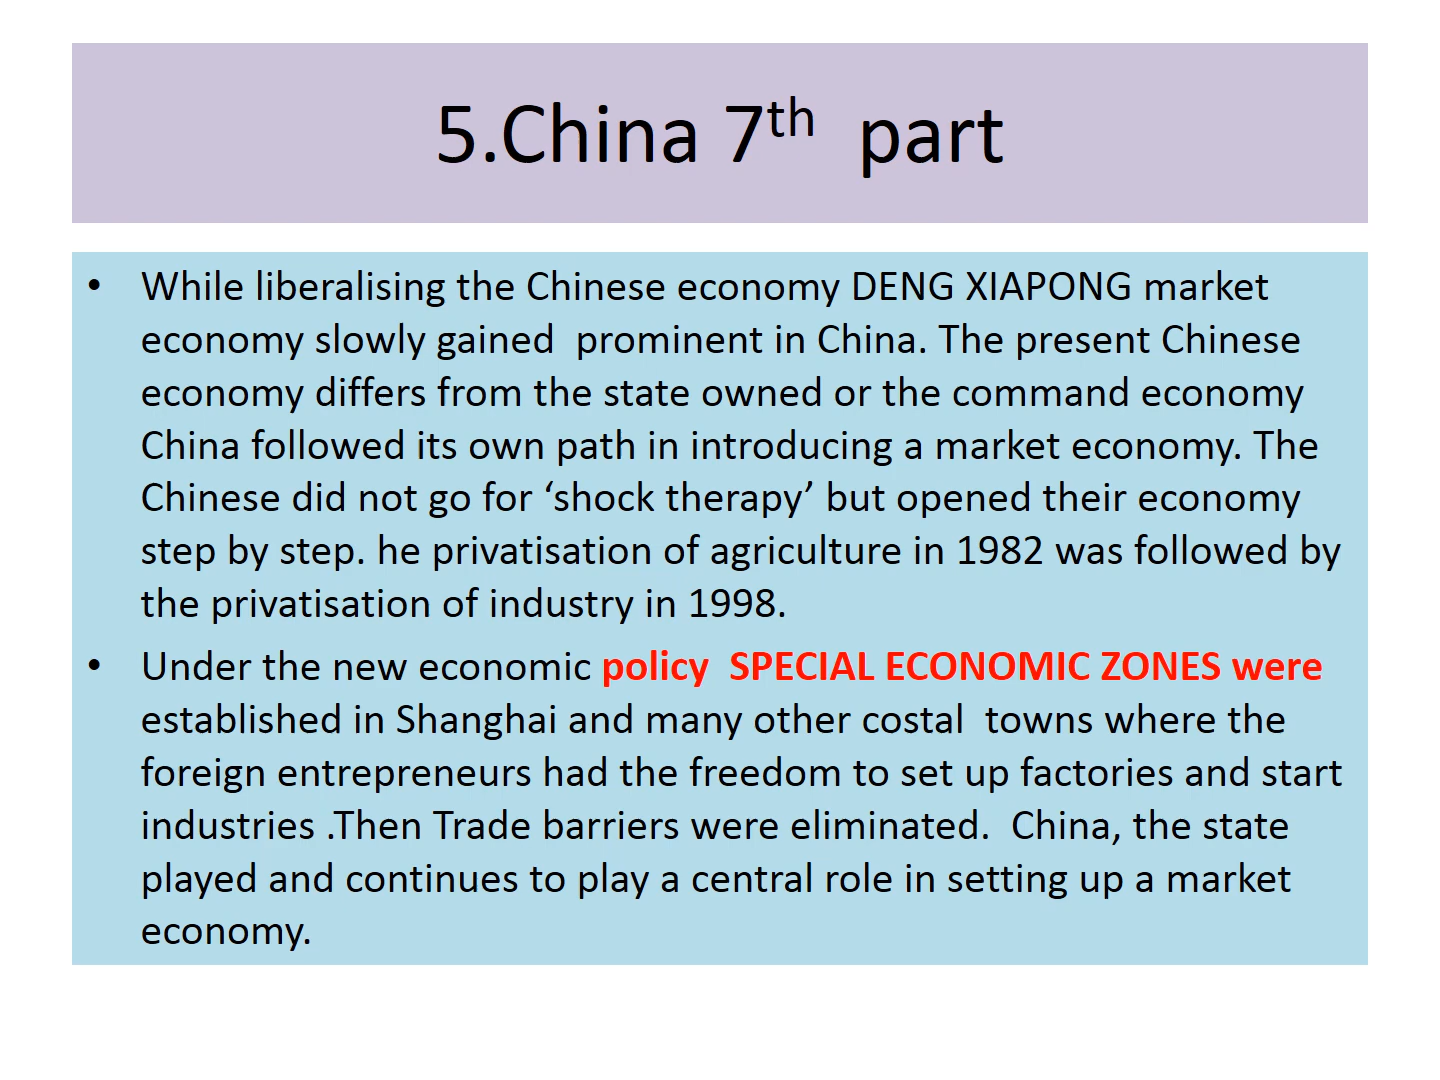 5.China 7th  part
• While liberalising the Chinese economy DENG XIAPONG market
economy slowly gained  prominent in China. The present Chinese
economy differs from the state owned or the command economy
China followed its own path in introducing a market economy. The
Chinese did not go for ‘shock therapy’ but opened their economy
step by step. he privatisation of agriculture in 1982 was followed by
the privatisation of industry in 1998.
• Under the new economic policy  SPECIAL ECONOMIC ZONES were
established in Shanghai and many other costal  towns where the
foreign entrepreneurs had the freedom to set up factories and start
industries .Then Trade barriers were eliminated.  China, the state
played and continues to play a central role in setting up a market
economy.